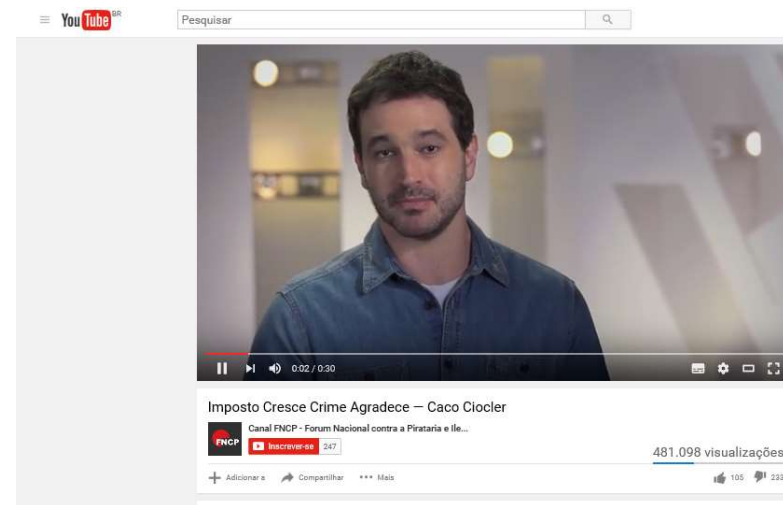 YouTube BR
Pesquisar
0:02 / 0:30
Imposto Cresce Crime Agradece — Caco Ciocler
FNCP
Canal FNCP - Forum Nacional contra a Pirataria e Ile...
Inscrever-se 247
481.098 visualizações
Adicionar a Compartilhar Mais
105 233